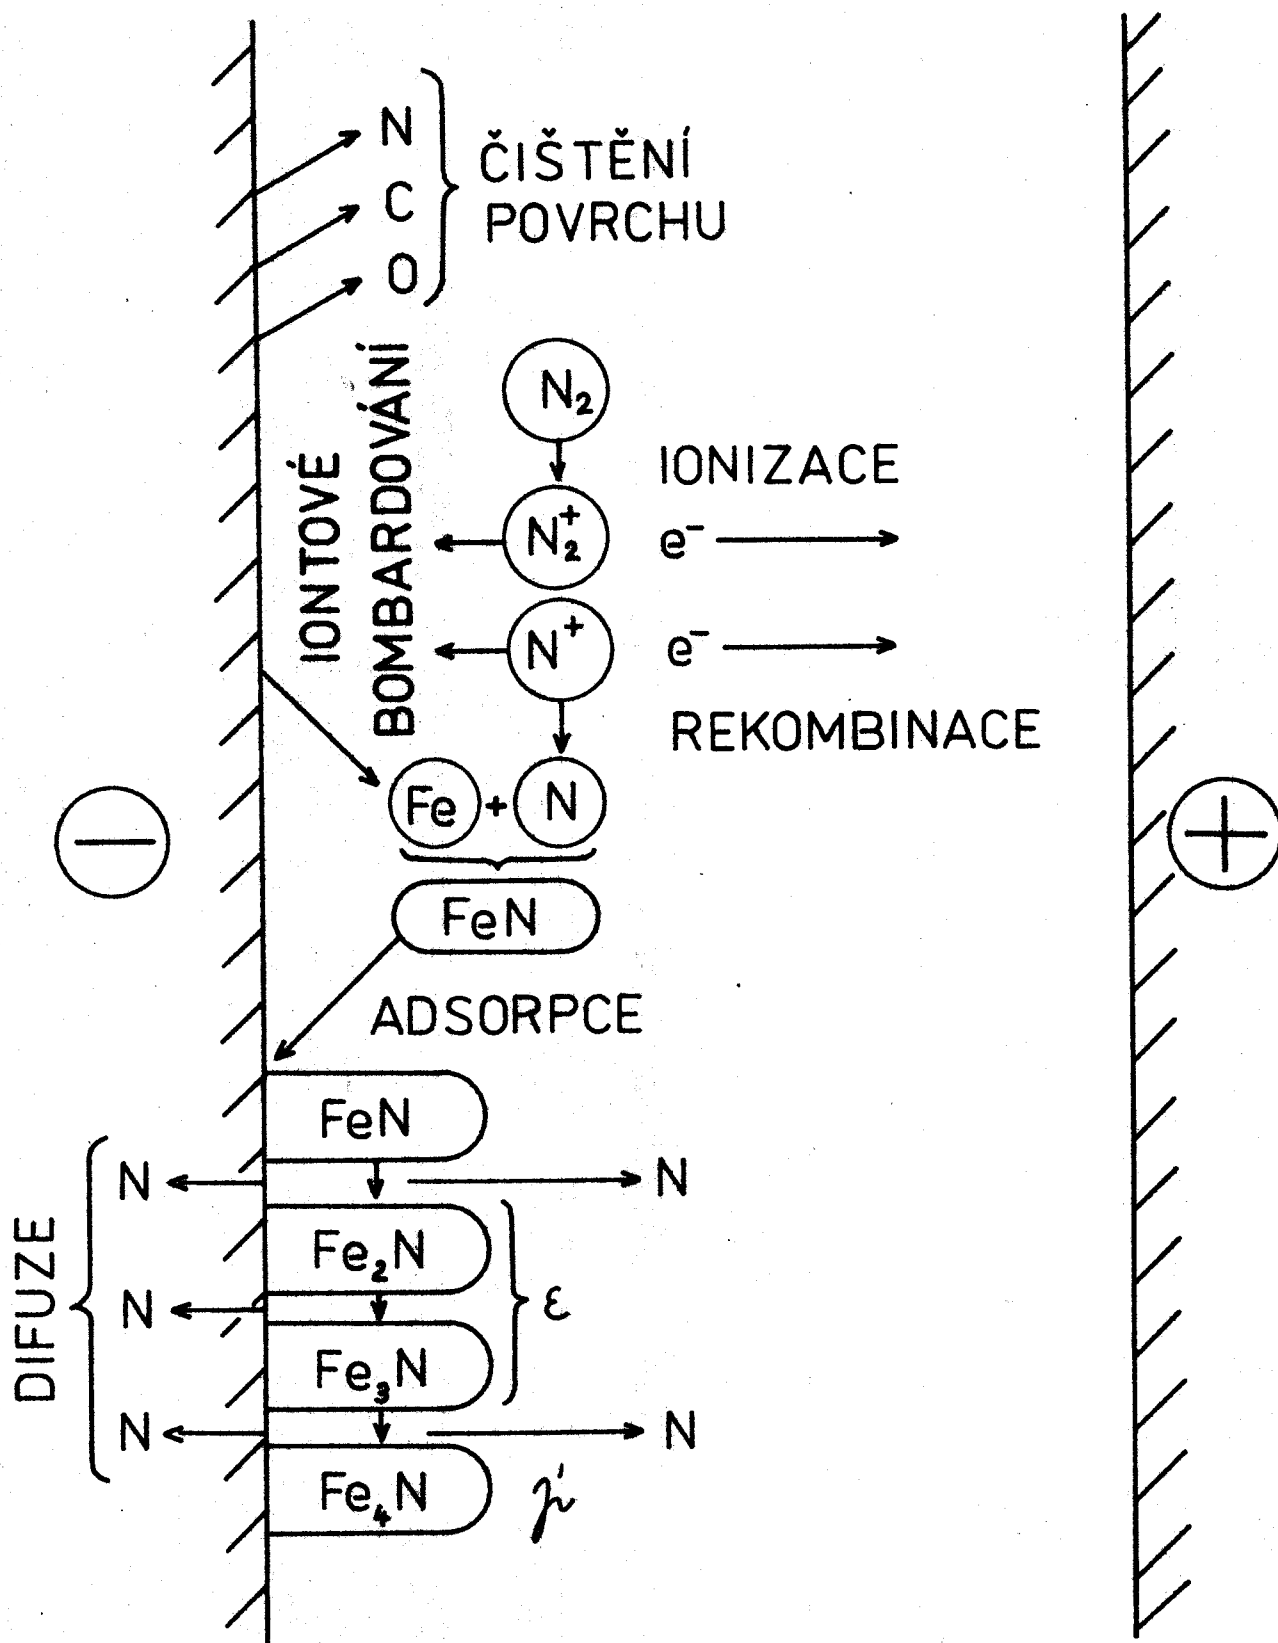 N
C
O
ČIŠTĚNÍ
POVRCHU
IONTOVÉ
BOMBARDOVÁNÍ
N₂
IONIZACE
N₂⁺
e⁻
N⁺
e⁻
REKOMBINACE
Fe + N
−
+
FeN
ADSORPCE
FeN
DIFUZE
N
N
Fe₂N
N
ε
Fe₃N
N
N
Fe₄N
γ'